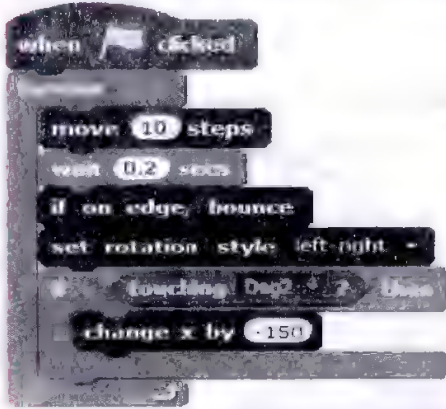 when clicked
move 10 steps
wait 0.2 secs
if on edge, bounce
set rotation style left-right
touching Dog2 ? then
change x by -150